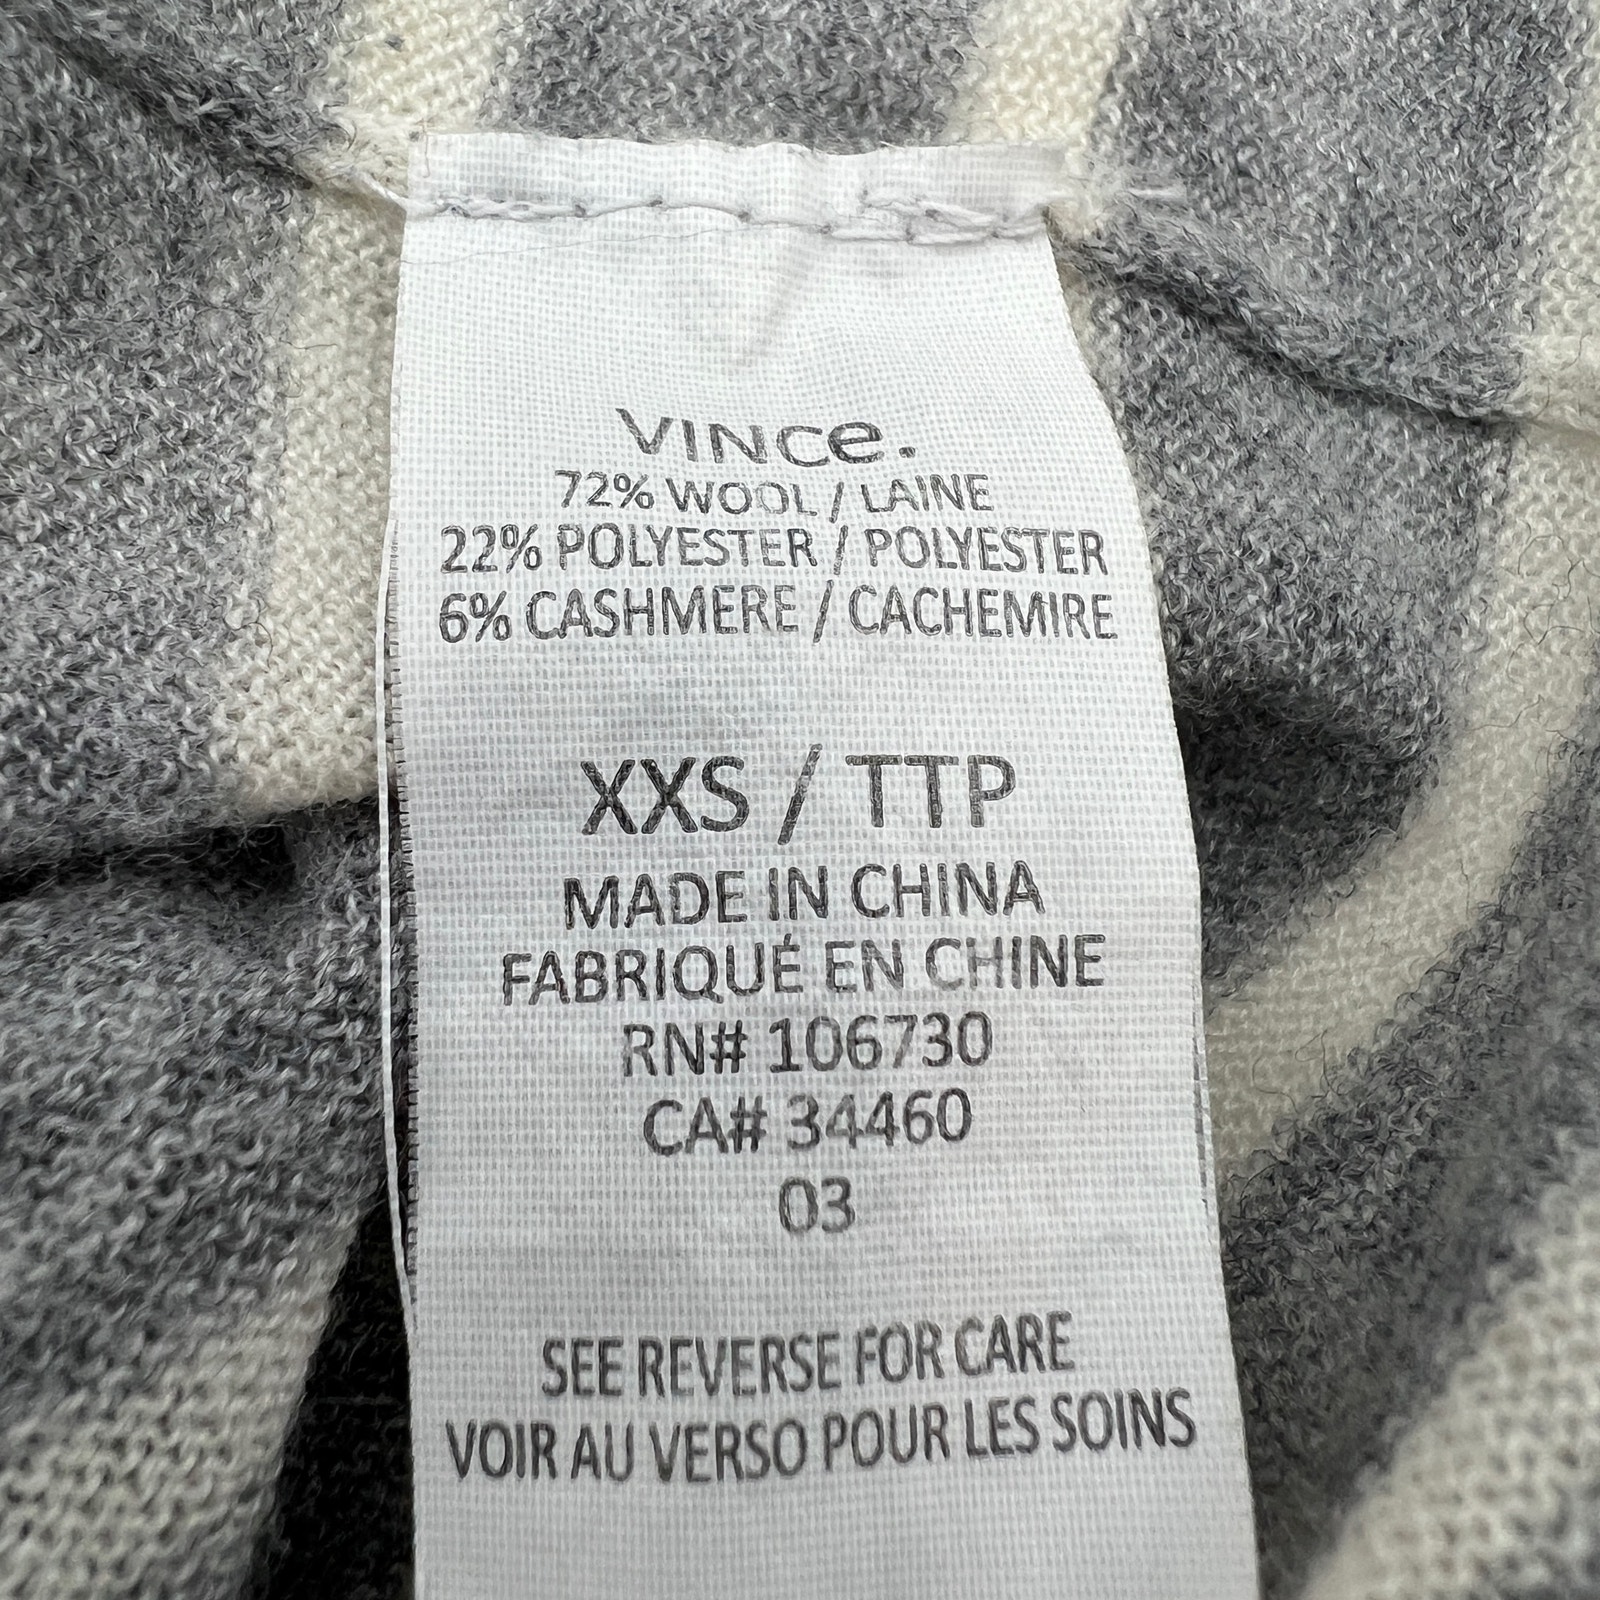 VINCe.
72% WOOL / LAINE
22% POLYESTER / POLYESTER
6% CASHMERE / CACHEMIRE
XXS / TTP
MADE IN CHINA
FABRIQUÉ EN CHINE
RN# 106730
CA# 34460
03
SEE REVERSE FOR CARE
VOIR AU VERSO POUR LES SOINS